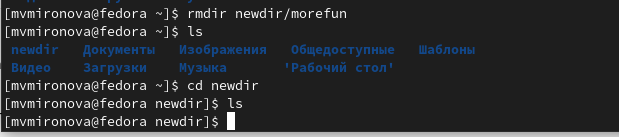 [mvmironova@fedora ~]$ rmdir newdir/morefun
[mvmironova@fedora ~]$ ls
newdir Документы Изображения Общедоступные Шаблоны
Видео Загрузки Музыка 'Рабочий стол'
[mvmironova@fedora ~]$ cd newdir
[mvmironova@fedora newdir]$ ls
[mvmironova@fedora newdir]$